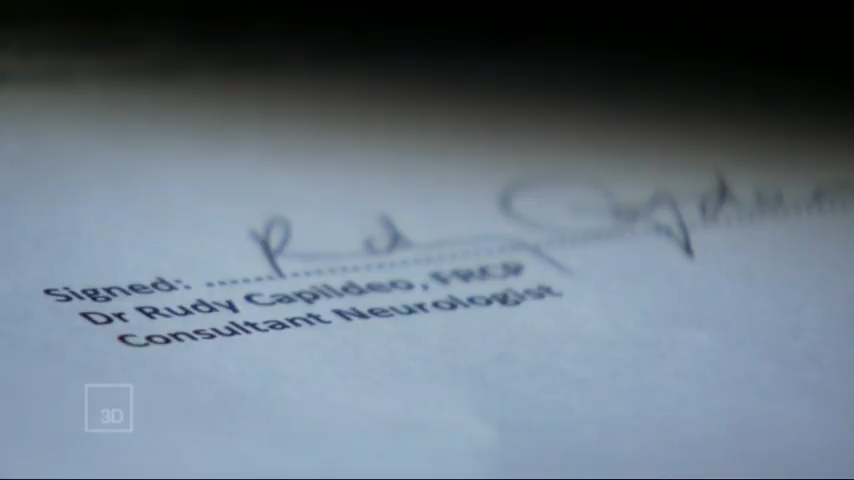 Signed: ................
Dr Rudy Capildeo, FRCP
Consultant Neurologist
3D